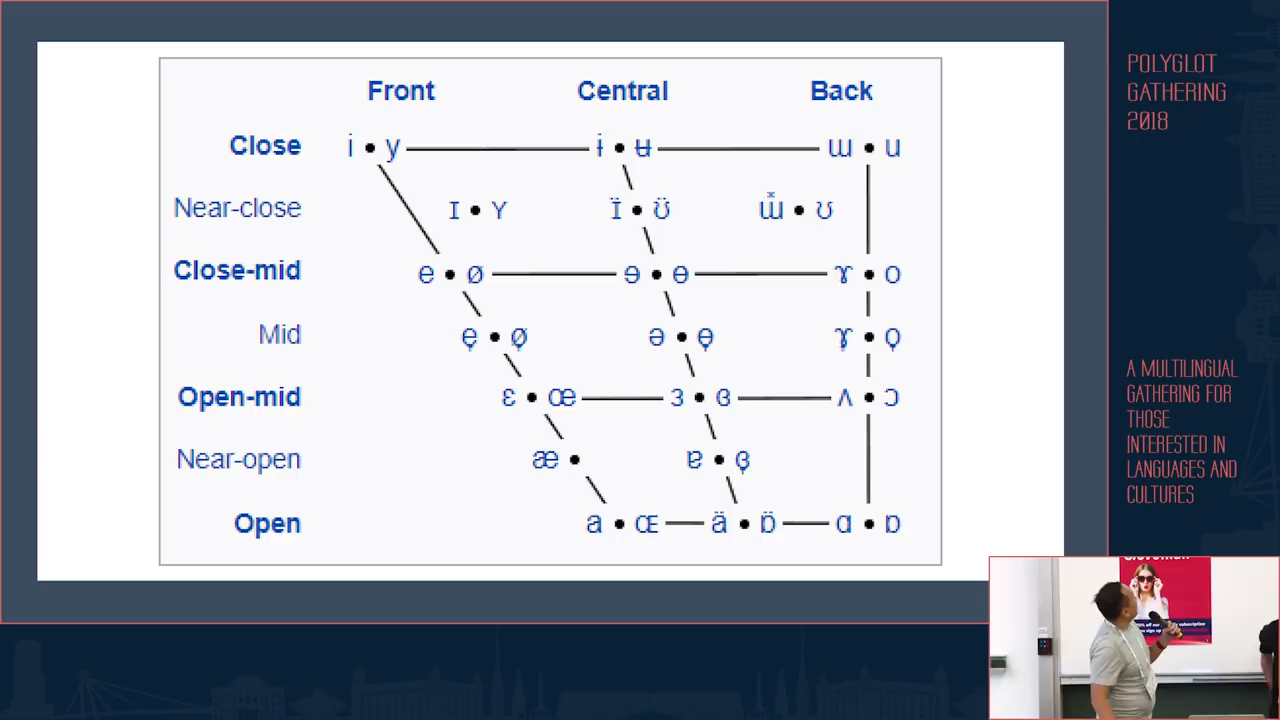 Front Central Back
Close i • y ɨ • ʉ ɯ • u
Near-close ɪ • ʏ ɪ̈ • ʊ̈ ɯ̽ • ʊ
Close-mid e • ø ɘ • ɵ ɤ • o
Mid e̞ • ø̞ ə • ɵ̞ ɤ̞ • o̞
Open-mid ɛ • œ ɜ • ɞ ʌ • ɔ
Near-open æ • ɐ • ɞ̞
Open a • ɶ ä • ɒ̈ ɑ • ɒ
POLYGLOT
GATHERING
2018
A MULTILINGUAL
GATHERING FOR
THOSE
INTERESTED IN
LANGUAGES AND
CULTURES